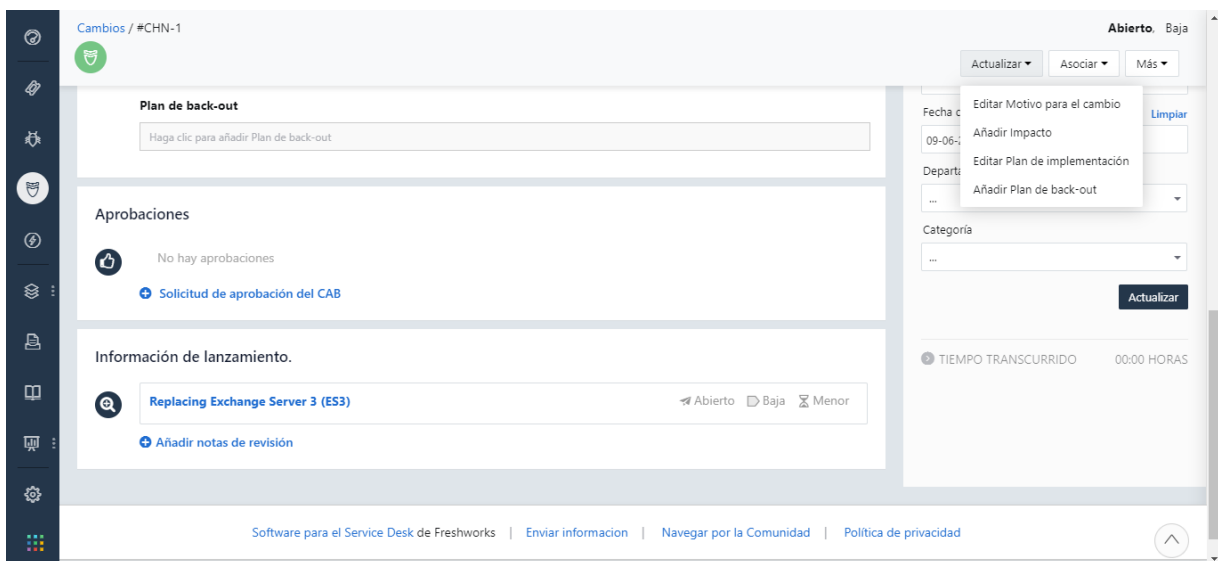 Cambios / #CHN-1
Abierto, Baja
Actualizar Asociar Más
Plan de back-out
Haga clic para añadir Plan de back-out
Aprobaciones
No hay aprobaciones
Solicitud de aprobación del CAB
Información de lanzamiento.
Replacing Exchange Server 3 (ES3)
Abierto Baja Menor
Añadir notas de revisión
Editar Motivo para el cambio
Añadir Impacto
Editar Plan de implementación
Añadir Plan de back-out
Fecha
Limpiar
09-06-
...
Categoría
...
Actualizar
TIEMPO TRANSCURRIDO 00:00 HORAS
Software para el Service Desk de Freshworks | Enviar informacion | Navegar por la Comunidad | Política de privacidad